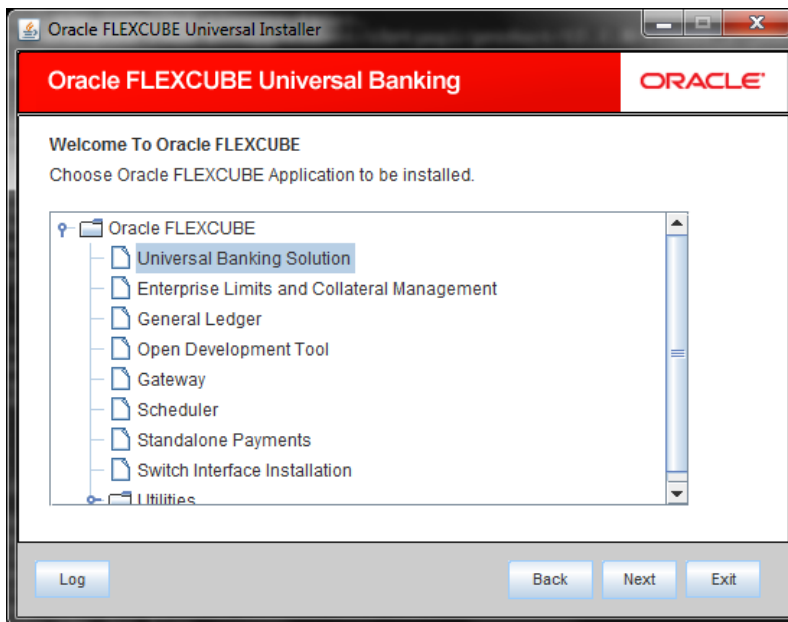 Oracle FLEXCUBE Universal Installer
Oracle FLEXCUBE Universal Banking
ORACLE
Welcome To Oracle FLEXCUBE
Choose Oracle FLEXCUBE Application to be installed.
Oracle FLEXCUBE
Universal Banking Solution
Enterprise Limits and Collateral Management
General Ledger
Open Development Tool
Gateway
Scheduler
Standalone Payments
Switch Interface Installation
Utilities
Log Back Next Exit